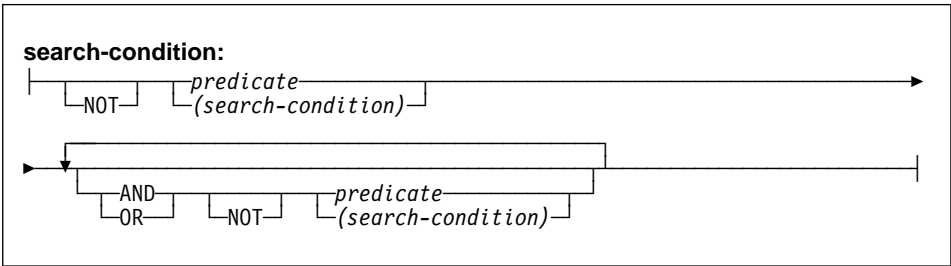 search-condition:
predicate
NOT (search-condition)
AND predicate
OR NOT (search-condition)